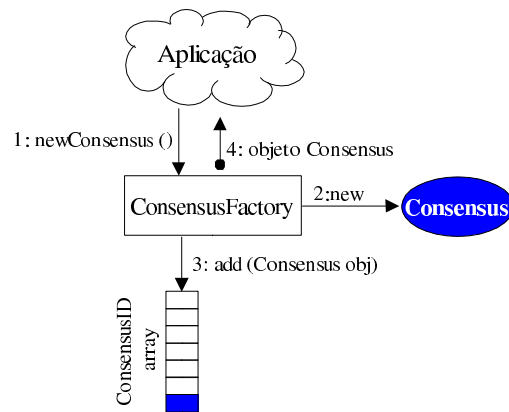 Aplicação
1: newConsensus ()
4: objeto Consensus
ConsensusFactory
2:new
Consensus
3: add (Consensus obj)
ConsensusID
array